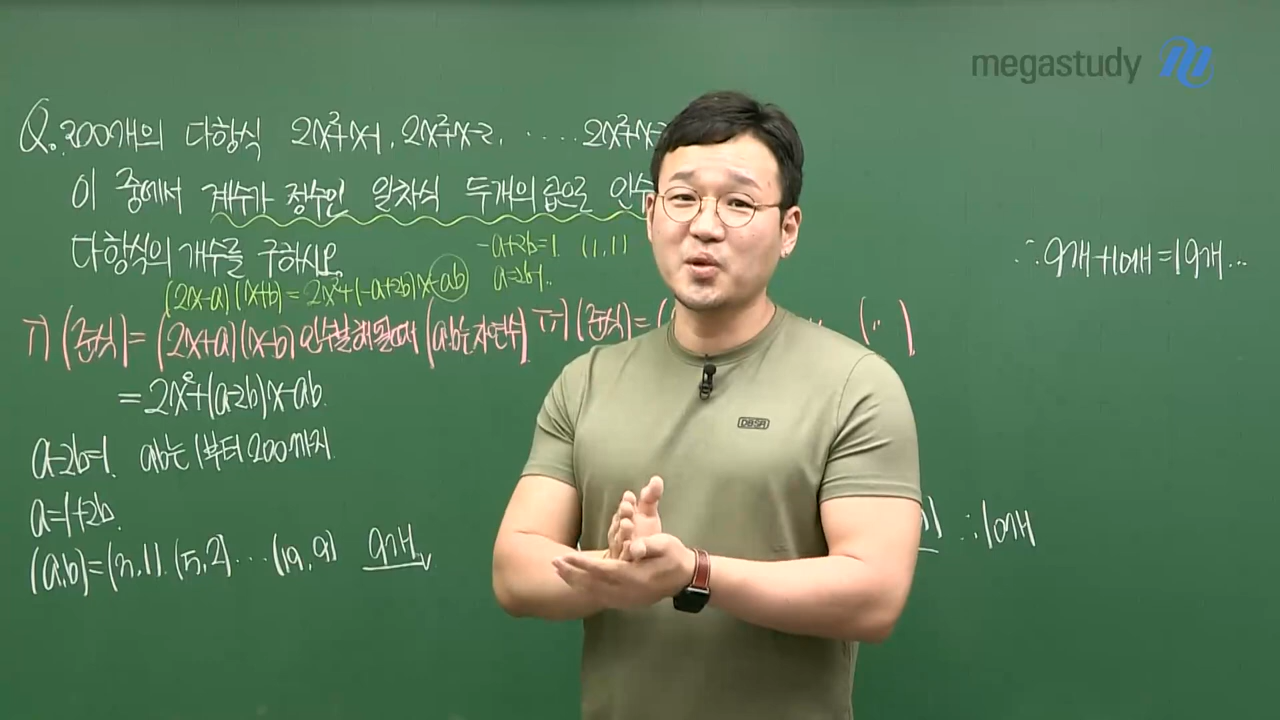 megastudy
Q. 200개의 다항식 2x²+x-1, 2x²+x-2, ····· 2x²+x-2
이 중에서 계수가 정수인 일차식 두개의 곱으로 인수
다항식의 개수를 구하시오.
-a+2b=1 (1,1)
a=2b-1..
(2x-a)(x+b)=2x²+(-a+2b)x-ab
∴9개+10개=19개...
i) (준식)=(2x+a)(x-b) 인수분해될때 (a,b는 자연수) ii) (준식)=(
=2x²+(a-2b)x-ab.
a-2b=1. ab는 1부터 200까지
a=1+2b.
(a,b)=(3,1).(5,2)...(19,9) 9개
∴10개
DBSR